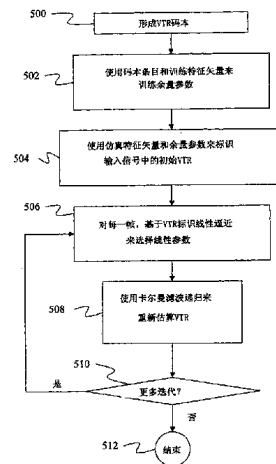 500
形成VTR码本
502
使用码本条目和训练特征矢量来
训练余量参数
504
使用仿真特征矢量和余量参数来标识
输入信号中的初始VTR
506
对每一帧，基于VTR标识线性逼近
来选择线性参数
508
使用卡尔曼滤波递归来
重新估算VTR
510
是
更多迭代？
否
512
结束